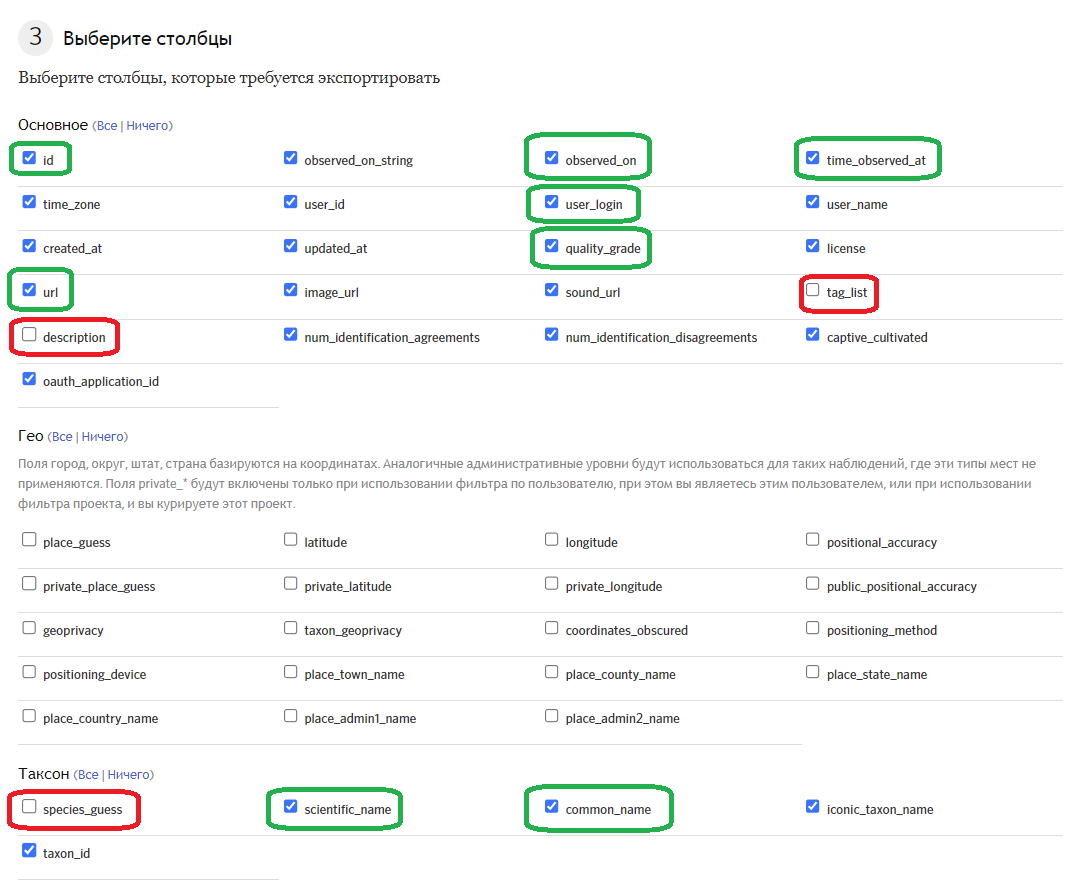 3 Выберите столбцы
Выберите столбцы, которые требуется экспортировать
Основное (Все | Ничего)
id observed_on_string observed_on time_observed_at
time_zone user_id user_login user_name
created_at updated_at quality_grade license
url image_url sound_url tag_list
description num_identification_agreements num_identification_disagreements captive_cultivated
oauth_application_id
Гео (Все | Ничего)
Поля город, округ, штат, страна базируются на координатах. Аналогичные административные уровни будут использоваться для таких наблюдений, где эти типы мест не
применяются. Поля private_* будут включены только при использовании фильтра по пользователю, при этом вы являетесь этим пользователем, или при использовании
фильтра проекта, и вы курируете этот проект.
place_guess latitude longitude positional_accuracy
private_place_guess private_latitude private_longitude public_positional_accuracy
geoprivacy taxon_geoprivacy coordinates_obscured positioning_method
positioning_device place_town_name place_county_name place_state_name
place_country_name place_admin1_name place_admin2_name
Таксон (Все | Ничего)
species_guess scientific_name common_name iconic_taxon_name
taxon_id